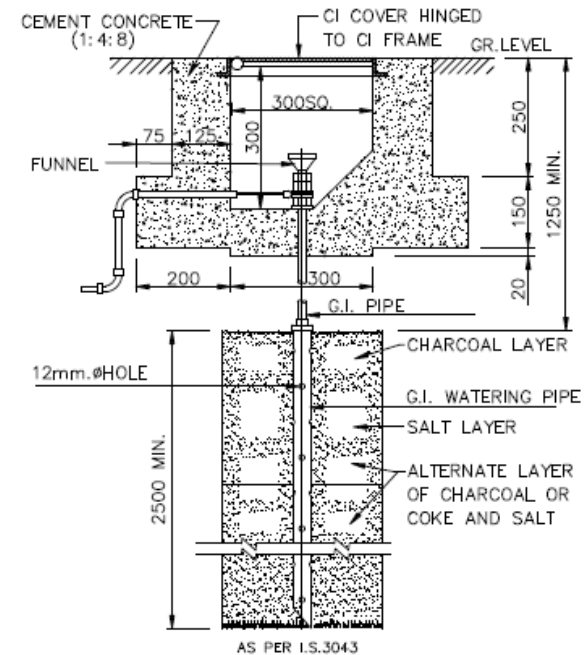 CEMENT CONCRETE
(1:4:8)
CI COVER HINGED
TO CI FRAME
GR.LEVEL
300SQ.
75
125
300
250
FUNNEL
1250 MIN.
150
200
300
20
G.I. PIPE
CHARCOAL LAYER
12mm.ØHOLE
G.I. WATERING PIPE
SALT LAYER
2500 MIN.
ALTERNATE LAYER
OF CHARCOAL OR
COKE AND SALT
AS PER I.S.3043